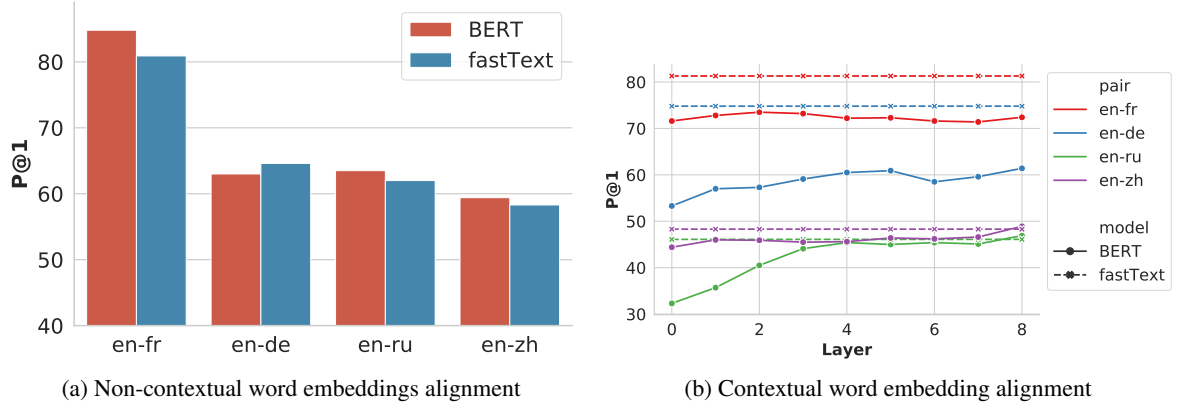 P@1
80
70
60
50
40
BERT
fastText
en-fr
en-de
en-ru
en-zh
(a) Non-contextual word embeddings alignment
P@1
80
70
60
50
40
30
0
2
4
6
8
Layer
pair
en-fr
en-de
en-ru
en-zh
model
BERT
fastText
(b) Contextual word embedding alignment